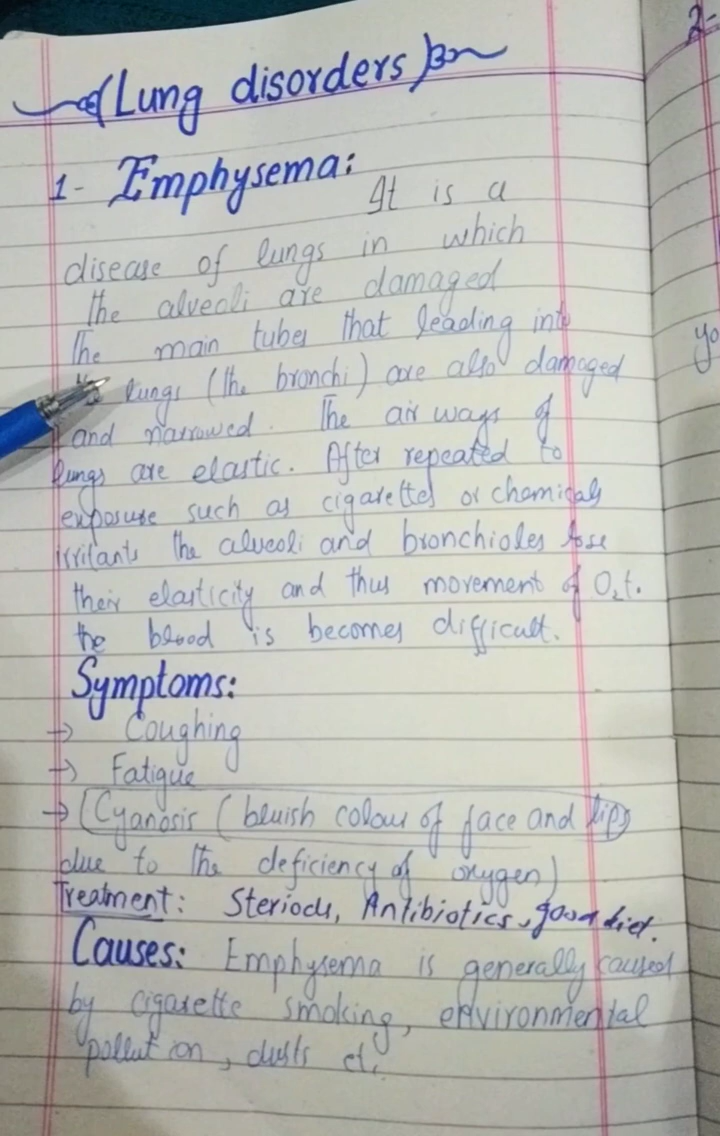 (Lung disorders)
1- Emphysema:
It is a
disease of lungs in which
the alveoli are damaged
The main tubes that leading into
lungs (the bronchi) are also damaged
and narrowed. The air ways of
lungs are elastic. After repeated to
exposure such as cigarettes or chemicals
irritants the alveoli and bronchioles lose
their elasticity and thus movement of O₂ t.
the blood is becomes difficult.
Symptoms:
→ Coughing
→ Fatigue
→ Cyanosis (bluish colour of face and lips
due to the deficiency of oxygen)
Treatment: Steriods, Antibiotics, good diet.
Causes: Emphysema is generally caused
by cigarette smoking, environmental
pollution, dusts et.
2-
yo